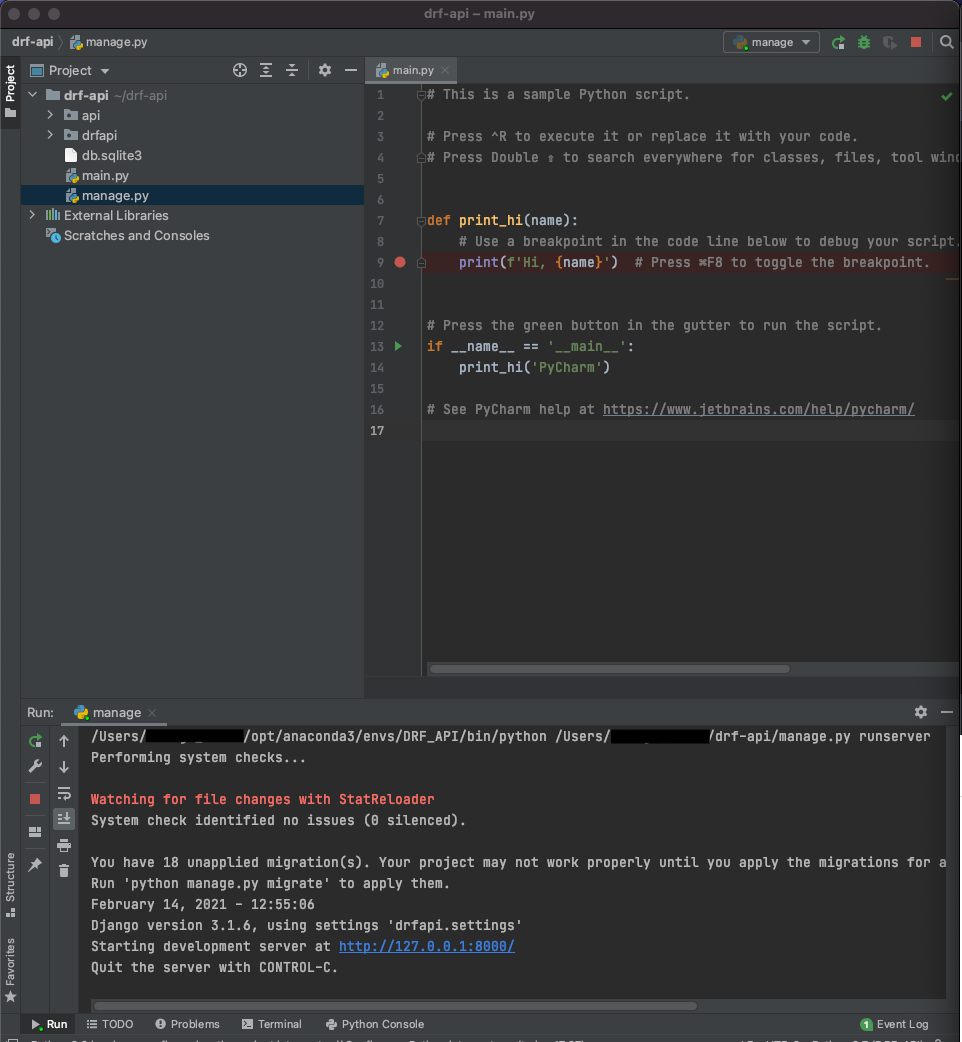 drf-api – main.py
drf-api manage.py
manage
Project
Project
main.py
drf-api ~/drf-api
api
drfapi
db.sqlite3
main.py
manage.py
External Libraries
Scratches and Consoles
1 # This is a sample Python script.
2
3 # Press ^R to execute it or replace it with your code.
4 # Press Double ⇧ to search everywhere for classes, files, tool wind
5
6
7 def print_hi(name):
8 # Use a breakpoint in the code line below to debug your script.
9 print(f'Hi, {name}') # Press ⌘F8 to toggle the breakpoint.
10
11
12 # Press the green button in the gutter to run the script.
13 if __name__ == '__main__':
14 print_hi('PyCharm')
15
16 # See PyCharm help at https://www.jetbrains.com/help/pycharm/
17
Run: manage
/Users/ /opt/anaconda3/envs/DRF_API/bin/python /Users/ /drf-api/manage.py runserver
Performing system checks...
Watching for file changes with StatReloader
System check identified no issues (0 silenced).
You have 18 unapplied migration(s). Your project may not work properly until you apply the migrations for a
Run 'python manage.py migrate' to apply them.
February 14, 2021 - 12:55:06
Django version 3.1.6, using settings 'drfapi.settings'
Starting development server at http://127.0.0.1:8000/
Quit the server with CONTROL-C.
Structure
Favorites
Run TODO Problems Terminal Python Console 1 Event Log